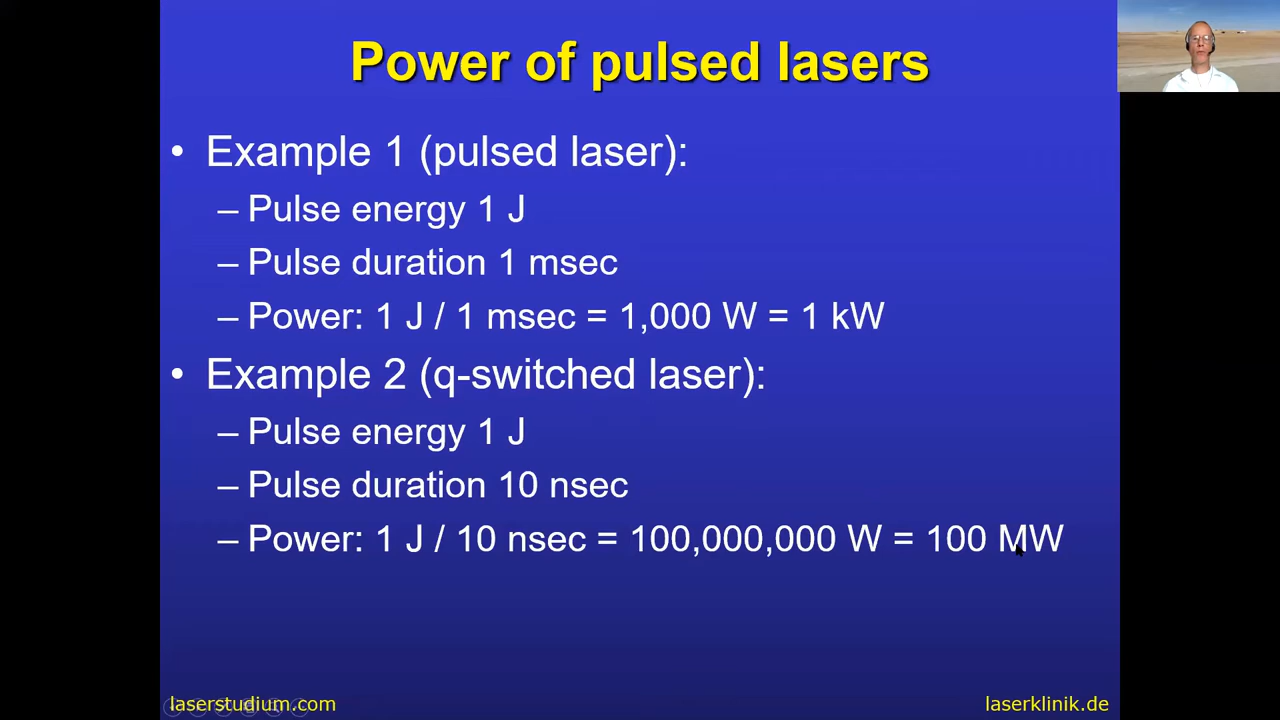 Power of pulsed lasers
• Example 1 (pulsed laser):
– Pulse energy 1 J
– Pulse duration 1 msec
– Power: 1 J / 1 msec = 1,000 W = 1 kW
• Example 2 (q-switched laser):
– Pulse energy 1 J
– Pulse duration 10 nsec
– Power: 1 J / 10 nsec = 100,000,000 W = 100 MW
laserstudium.com
laserklinik.de